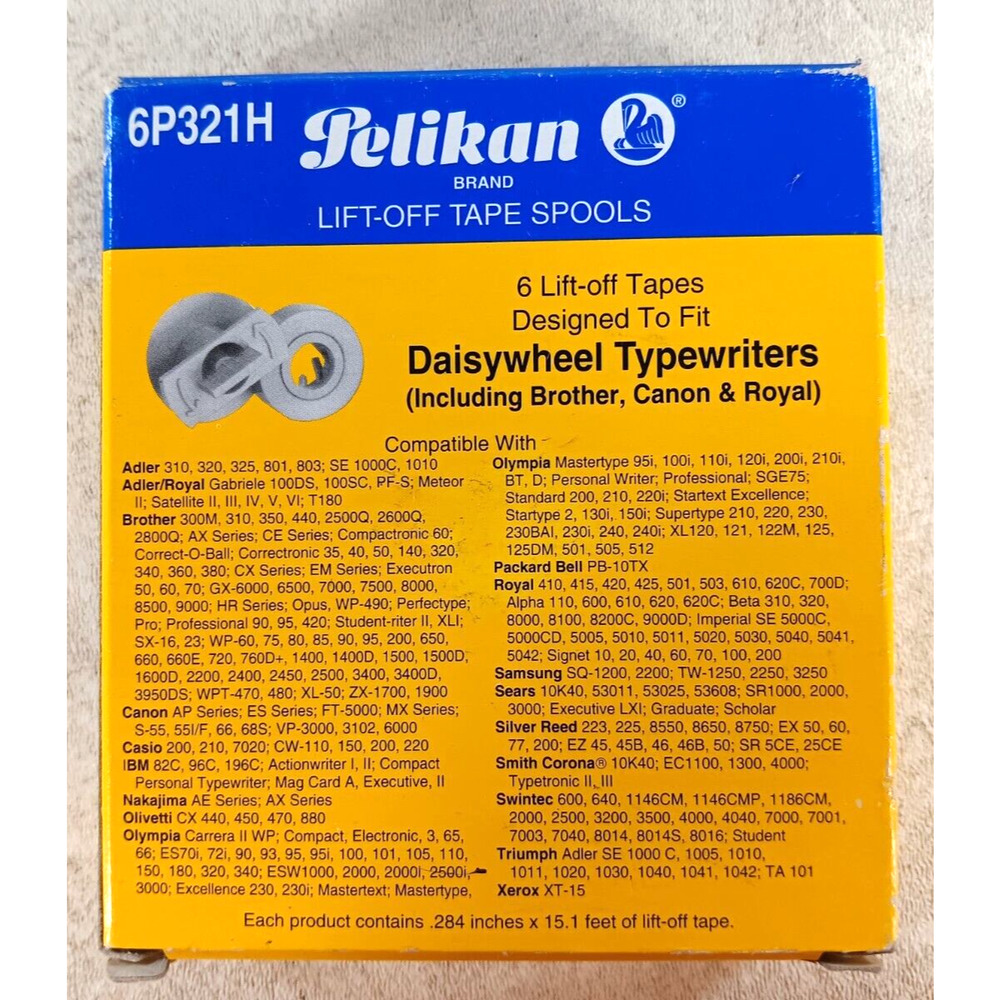 6P321H
Pelikan ®
BRAND
LIFT-OFF TAPE SPOOLS
6 Lift-off Tapes
Designed To Fit
Daisywheel Typewriters
(Including Brother, Canon & Royal)
Compatible With
Adler 310, 320, 325, 801, 803; SE 1000C, 1010
Adler/Royal Gabriele 100DS, 100SC, PF-S; Meteor
II; Satellite II, III, IV, V, VI; T180
Brother 300M, 310, 350, 440, 2500Q, 2600Q,
2800Q; AX Series; CE Series; Compactronic 60;
Correct-O-Ball; Correctronic 35, 40, 50, 140, 320,
340, 360, 380; CX Series; EM Series; Executron
50, 60, 70; GX-6000, 6500, 7000, 7500, 8000,
8500, 9000; HR Series; Opus, WP-490; Perfectype;
Pro; Professional 90, 95, 420; Student-riter II, XLI;
SX-16, 23; WP-60, 75, 80, 85, 90, 95, 200, 650,
660, 660E, 720, 760D+, 1400, 1400D, 1500, 1500D,
1600D, 2200, 2400, 2450, 2500, 3400, 3400D,
3950DS; WPT-470, 480; XL-50; ZX-1700, 1900
Canon AP Series; ES Series; FT-5000; MX Series;
S-55, 55I/F, 66, 68S; VP-3000, 3102, 6000
Casio 200, 210, 7020; CW-110, 150, 200, 220
IBM 82C, 96C, 196C; Actionwriter I, II; Compact
Personal Typewriter; Mag Card A, Executive, II
Nakajima AE Series; AX Series
Olivetti CX 440, 450, 470, 880
Olympia Carrera II WP; Compact, Electronic, 3, 65,
66; ES70i, 72i, 90, 93, 95, 95i, 100, 101, 105, 110,
150, 180, 320, 340; ESW1000, 2000, 2000I, 2500i,
3000; Excellence 230, 230i; Mastertext; Mastertype,
Olympia Mastertype 95i, 100i, 110i, 120i, 200i, 210i,
BT, D; Personal Writer; Professional; SGE75;
Standard 200, 210, 220i; Startext Excellence;
Startype 2, 130i, 150i; Supertype 210, 220, 230,
230BAI, 230i, 240, 240i; XL120, 121, 122M, 125,
125DM, 501, 505, 512
Packard Bell PB-10TX
Royal 410, 415, 420, 425, 501, 503, 610, 620C, 700D;
Alpha 110, 600, 610, 620, 620C; Beta 310, 320,
8000, 8100, 8200C, 9000D; Imperial SE 5000C,
5000CD, 5005, 5010, 5011, 5020, 5030, 5040, 5041,
5042; Signet 10, 20, 40, 60, 70, 100, 200
Samsung SQ-1200, 2200; TW-1250, 2250, 3250
Sears 10K40, 53011, 53025, 53608; SR1000, 2000,
3000; Executive LXI; Graduate; Scholar
Silver Reed 223, 225, 8550, 8650, 8750; EX 50, 60,
77, 200; EZ 45, 45B, 46, 46B, 50; SR 5CE, 25CE
Smith Corona® 10K40; EC1100, 1300, 4000;
Typetronic II, III
Swintec 600, 640, 1146CM, 1146CMP, 1186CM,
2000, 2500, 3200, 3500, 4000, 4040, 7000, 7001,
7003, 7040, 8014, 8014S, 8016; Student
Triumph Adler SE 1000 C, 1005, 1010,
1011, 1020, 1030, 1040, 1041, 1042; TA 101
Xerox XT-15
Each product contains .284 inches x 15.1 feet of lift-off tape.